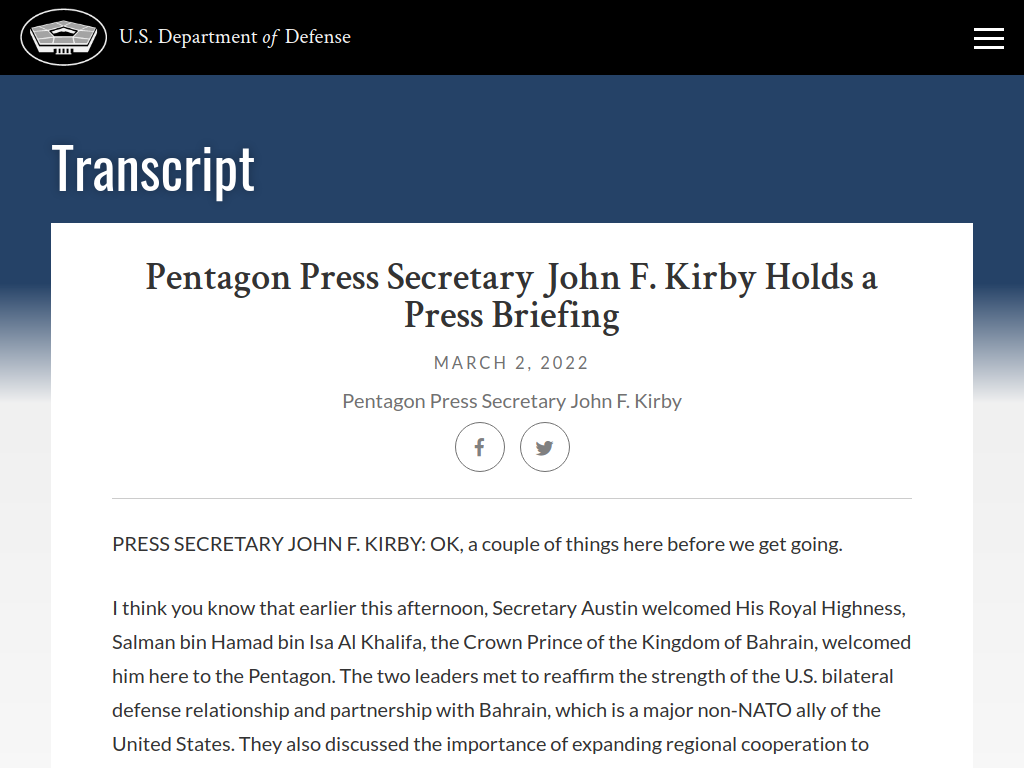 U.S. Department of Defense
Transcript
Pentagon Press Secretary John F. Kirby Holds a
Press Briefing
MARCH 2, 2022
Pentagon Press Secretary John F. Kirby
PRESS SECRETARY JOHN F. KIRBY: OK, a couple of things here before we get going.
I think you know that earlier this afternoon, Secretary Austin welcomed His Royal Highness,
Salman bin Hamad bin Isa Al Khalifa, the Crown Prince of the Kingdom of Bahrain, welcomed
him here to the Pentagon. The two leaders met to reaffirm the strength of the U.S. bilateral
defense relationship and partnership with Bahrain, which is a major non-NATO ally of the
United States. They also discussed the importance of expanding regional cooperation to